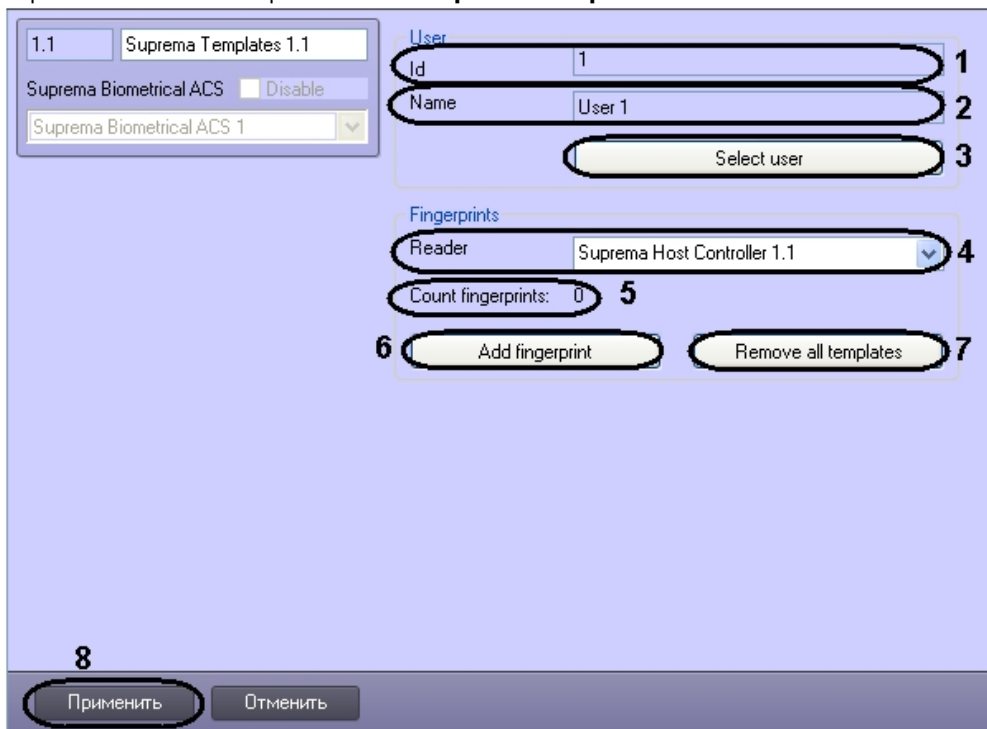 1.1 Suprema Templates 1.1
Suprema Biometrical ACS Disable
Suprema Biometrical ACS 1
User
Id 1 1
Name User 1 2
Select user 3
Fingerprints
Reader Suprema Host Controller 1.1 4
Count fingerprints: 0 5
6 Add fingerprint Remove all templates 7
8
Применить Отменить